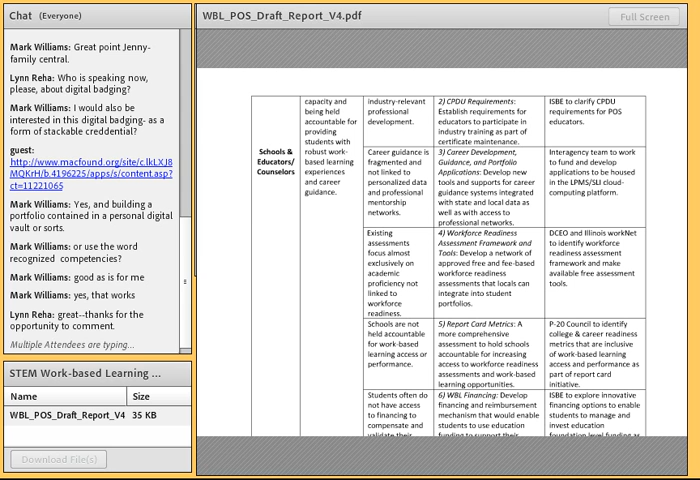 Chat (Everyone)
Mark Williams: Great point Jenny-
family central.
Lynn Reha: Who is speaking now,
please, about digital badging?
Mark Williams: I would also be
interested in this digital badging- as a
form of stackable creddential?
guest:
http://www.macfound.org/site/c.lkLXJ8
MQKrH/b.4196225/apps/s/content.asp?
ct=11221065
Mark Williams: Yes, and building a
portfolio contained in a personal digital
vault or sorts.
Mark Williams: or use the word
recognized competencies?
Mark Williams: good as is for me
Mark Williams: yes, that works
Lynn Reha: great--thanks for the
opportunity to comment.
Multiple Attendees are typing...
STEM Work-based Learning ...
Name Size
WBL_POS_Draft_Report_V4 35 KB
Download File(s)
WBL_POS_Draft_Report_V4.pdf
Full Screen
Schools &
Educators/
Counselors
capacity and
being held
accountable for
providing
students with
robust work-
based learning
experiences
and career
guidance.
industry-relevant
professional
development.
2) CPDU Requirements:
Establish requirements for
educators to participate in
industry training as part of
certificate maintenance.
ISBE to clarify CPDU
requirements for POS
educators.
Career guidance is
fragmented and
not linked to
personalized data
and professional
mentorship
networks.
3) Career Development,
Guidance, and Portfolio
Applications: Develop new
tools and supports for career
guidance systems integrated
with state and local data as
well as with access to
professional networks.
Interagency team to work
to fund and develop
applications to be housed
in the LPMS/SLI cloud-
computing platform.
Existing
assessments
focus almost
exclusively on
academic
proficiency not
linked to
workforce
readiness.
4) Workforce Readiness
Assessment Framework and
Tools: Develop a network of
approved free and fee-based
workforce readiness
assessments that locals can
integrate into student
portfolios.
DCEO and Illinois workNet
to identify workforce
readiness assessment
framework and make
available free assessment
tools.
Schools are not
held accountable
for work-based
learning access or
performance.
5) Report Card Metrics: A
more comprehensive
assessment to hold schools
accountable for increasing
access to workforce readiness
assessments and work-based
learning opportunities.
P-20 Council to identify
college & career readiness
metrics that are inclusive
of work-based learning
access and performance as
part of report card
initiative.
Students often do
not have access
to financing to
compensate and
validate their
6) WBL Financing: Develop
financing and reimbursement
mechanism that would enable
students to use education
funding to support their
ISBE to explore innovative
financing options to enable
students to manage and
invest education
foundation level funding as